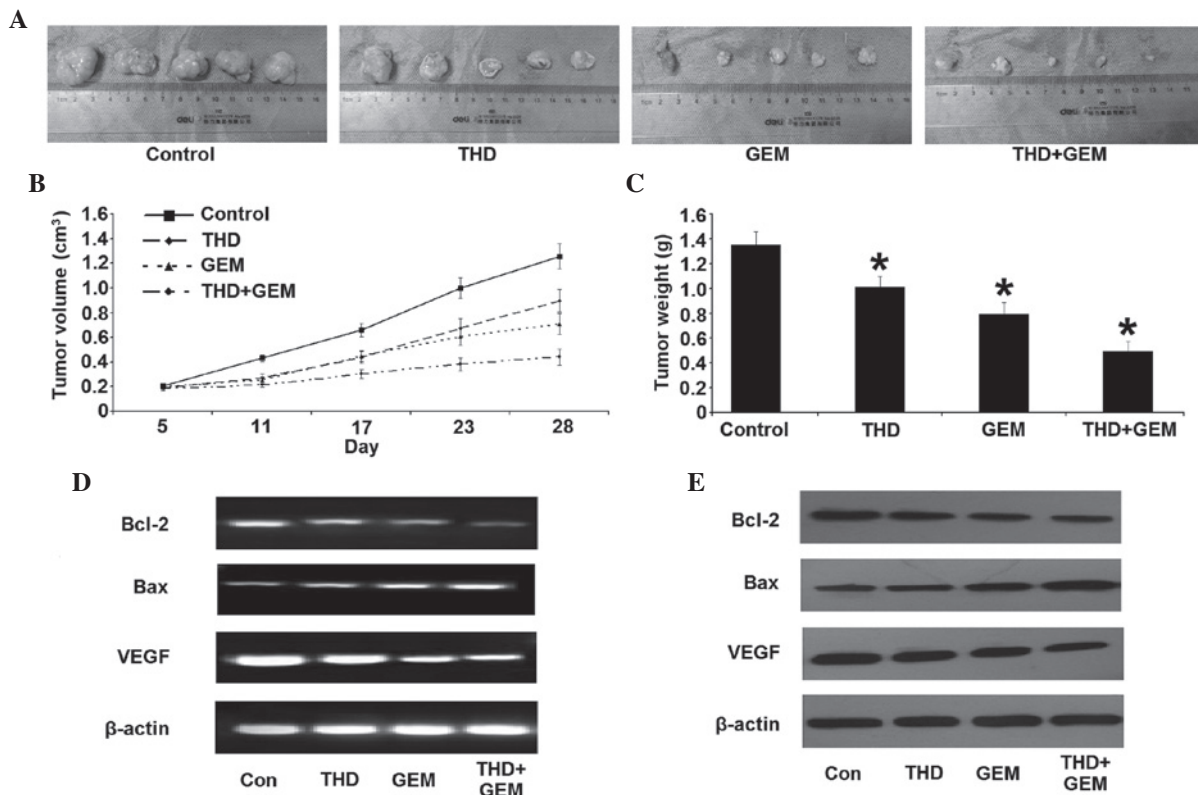 A
deli
deli
deli
deli
Control
THD
GEM
THD+GEM
B
Tumor volume (cm³)
1.6
1.4
1.2
1.0
0.8
0.6
0.4
0.2
0
Control
THD
GEM
THD+GEM
5 11 17 23 28
Day
C
Tumor weight (g)
1.6
1.4
1.2
1.0
0.8
0.6
0.4
0.2
0
* * *
Control THD GEM THD+GEM
D
Bcl-2
Bax
VEGF
β-actin
Con THD GEM THD+
GEM
E
Bcl-2
Bax
VEGF
β-actin
Con THD GEM THD+
GEM